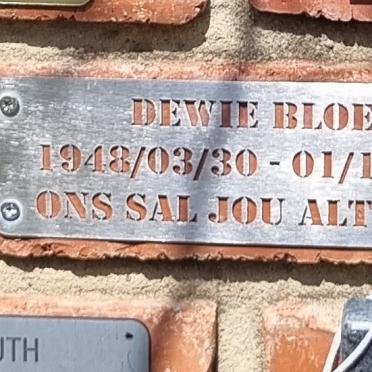 DEWIE BLOE
1948/03/30 - 01/1
ONS SAL JOU ALT
UTH